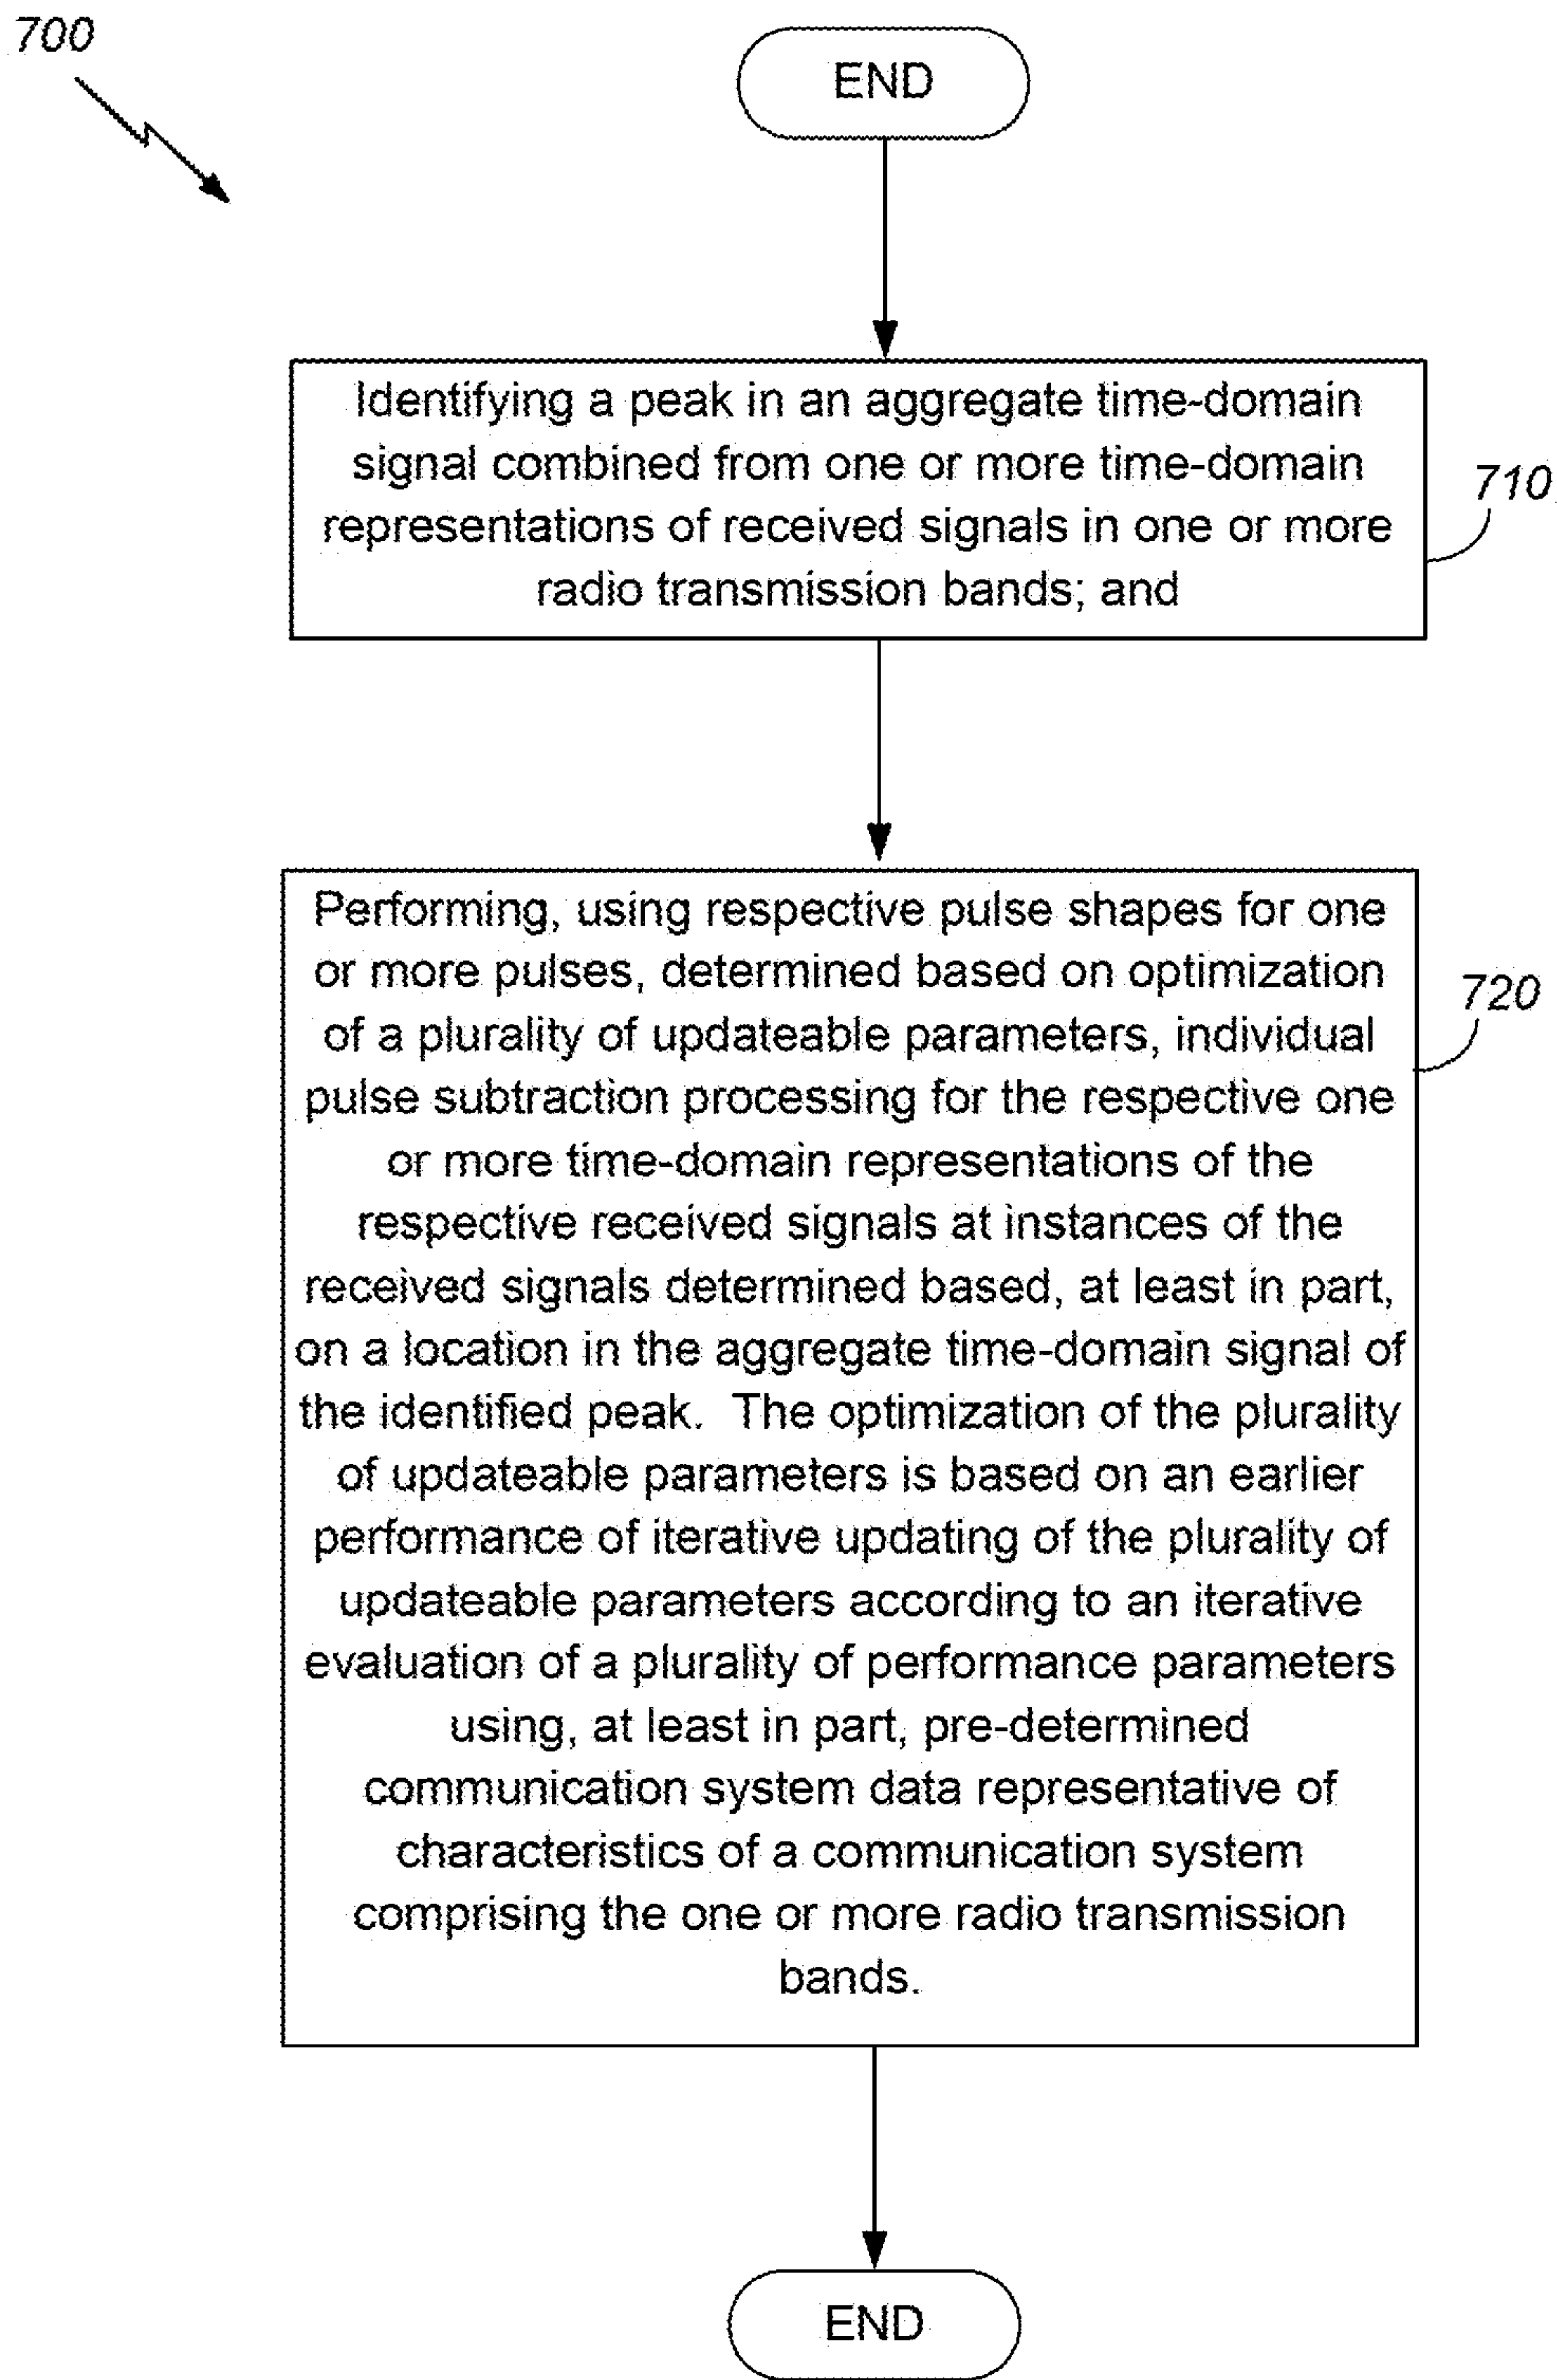 700
END
Identifying a peak in an aggregate time-domain
signal combined from one or more time-domain
representations of received signals in one or more
radio transmission bands; and
710
Performing, using respective pulse shapes for one
or more pulses, determined based on optimization
of a plurality of updateable parameters, individual
pulse subtraction processing for the respective one
or more time-domain representations of the
respective received signals at instances of the
received signals determined based, at least in part,
on a location in the aggregate time-domain signal of
the identified peak.  The optimization of the plurality
of updateable parameters is based on an earlier
performance of iterative updating of the plurality of
updateable parameters according to an iterative
evaluation of a plurality of performance parameters
using, at least in part, pre-determined
communication system data representative of
characteristics of a communication system
comprising the one or more radio transmission
bands.
720
END